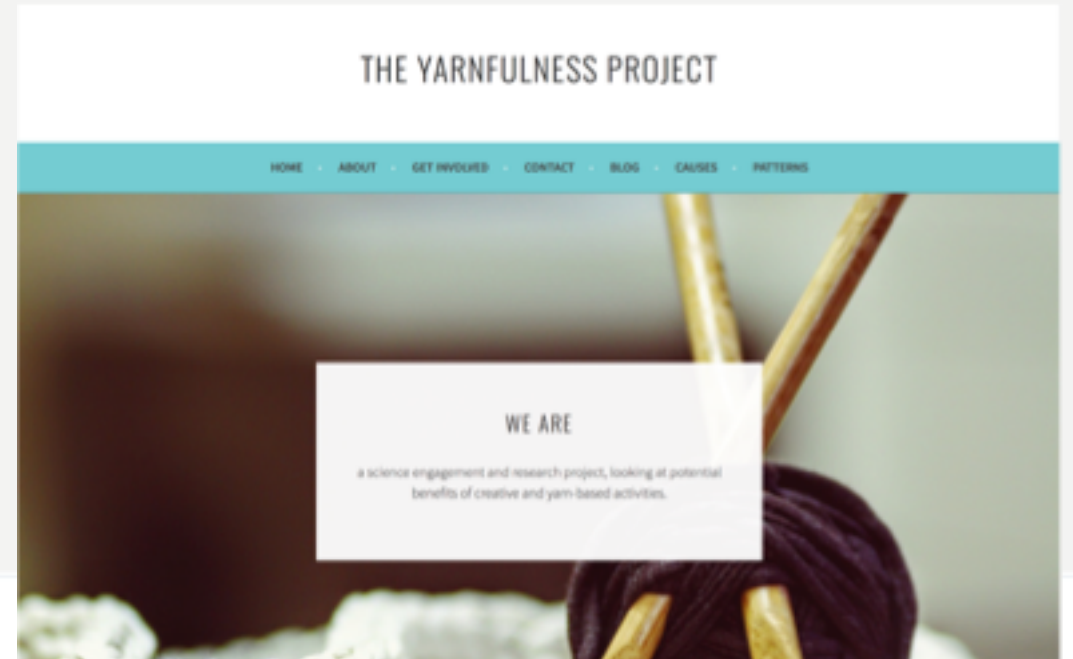 THE YARNFULNESS PROJECT
HOME · ABOUT · GET INVOLVED · CONTACT · BLOG · CAUSES · PATTERNS
WE ARE
a science engagement and research project, looking at potential
benefits of creative and yarn-based activities.